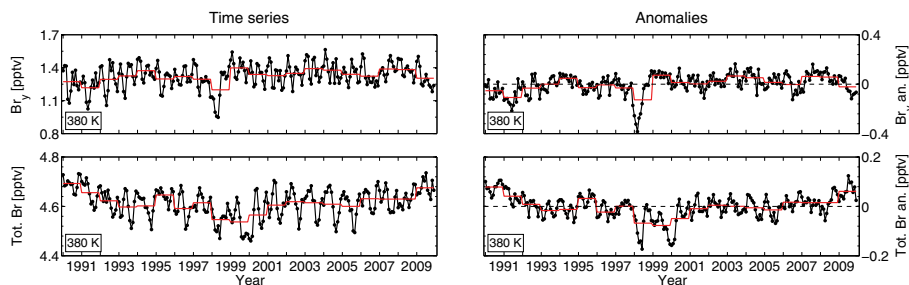 Time series
Anomalies
Br_y [pptv]
1.7
1.4
1.1
0.8
380 K
0.4
0
−0.4
Br_y an. [pptv]
380 K
Tot. Br [pptv]
4.8
4.6
4.4
380 K
1991 1993 1995 1997 1999 2001 2003 2005 2007 2009
Year
0.2
0
−0.2
Tot. Br an. [pptv]
380 K
1991 1993 1995 1997 1999 2001 2003 2005 2007 2009
Year